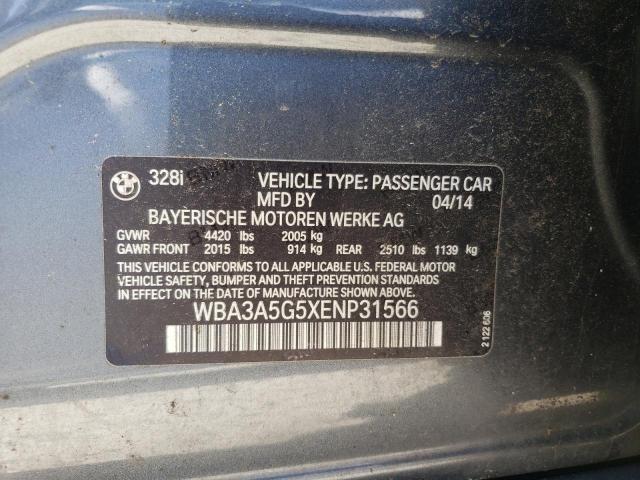 BMW
328i VEHICLE TYPE: PASSENGER CAR
MFD BY 04/14
BAYERISCHE MOTOREN WERKE AG
GVWR 4420 lbs 2005 kg
GAWR FRONT 2015 lbs 914 kg REAR 2510 lbs 1139 kg
THIS VEHICLE CONFORMS TO ALL APPLICABLE U.S. FEDERAL MOTOR
VEHICLE SAFETY, BUMPER AND THEFT PREVENTION STANDARDS
IN EFFECT ON THE DATE OF MANUFACTURE SHOWN ABOVE.
WBA3A5G5XENP31566
2 122 606